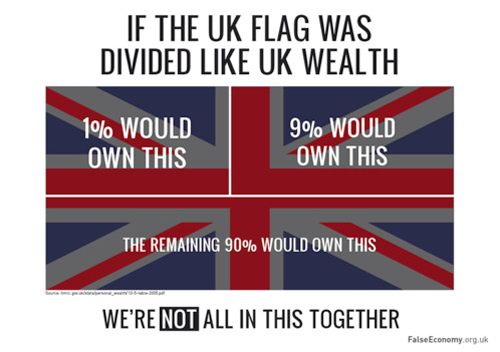 IF THE UK FLAG WAS
DIVIDED LIKE UK WEALTH
1% WOULD
OWN THIS
9% WOULD
OWN THIS
THE REMAINING 90% WOULD OWN THIS
WE'RE NOT ALL IN THIS TOGETHER
FalseEconomy.org.uk